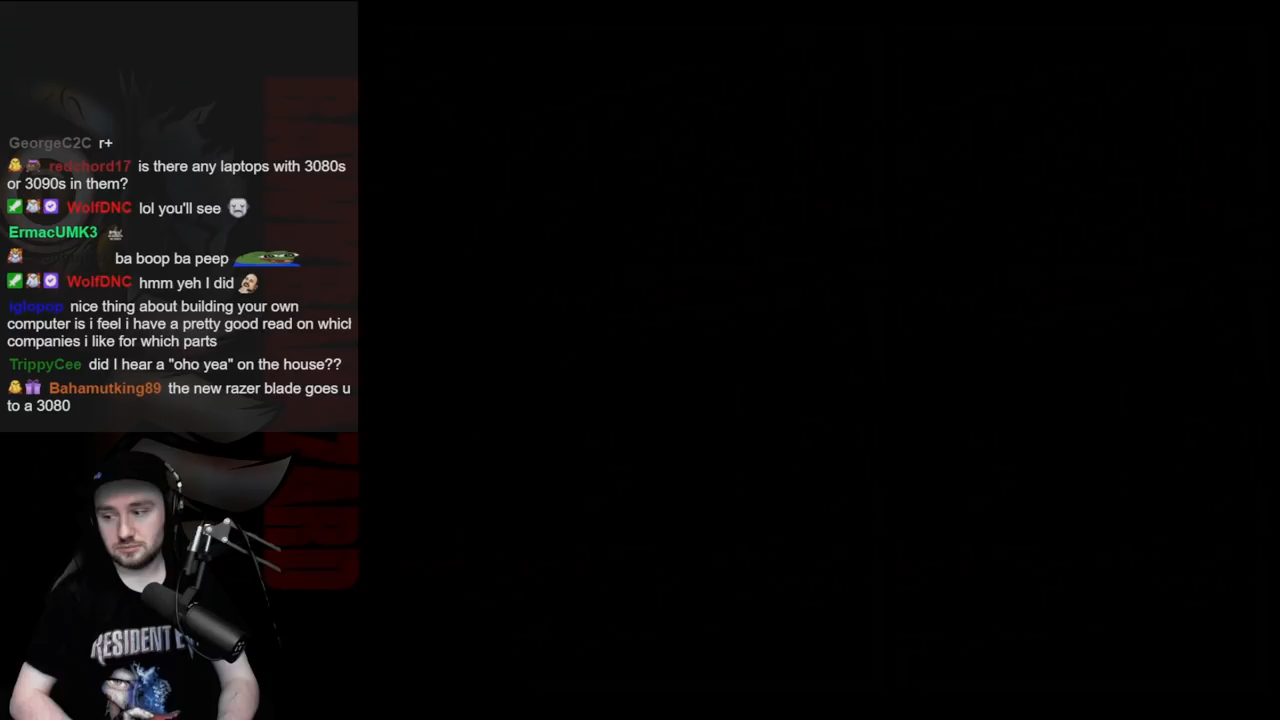 GeorgeC2C r+
redchord17 is there any laptops with 3080s
or 3090s in them?
WolfDNC lol you'll see
ErmacUMK3
ba boop ba peep
WolfDNC hmm yeh I did
iglopop nice thing about building your own
computer is i feel i have a pretty good read on which
companies i like for which parts
TrippyCee did I hear a "oho yea" on the house??
Bahamutking89 the new razer blade goes u
to a 3080
RESIDENT E